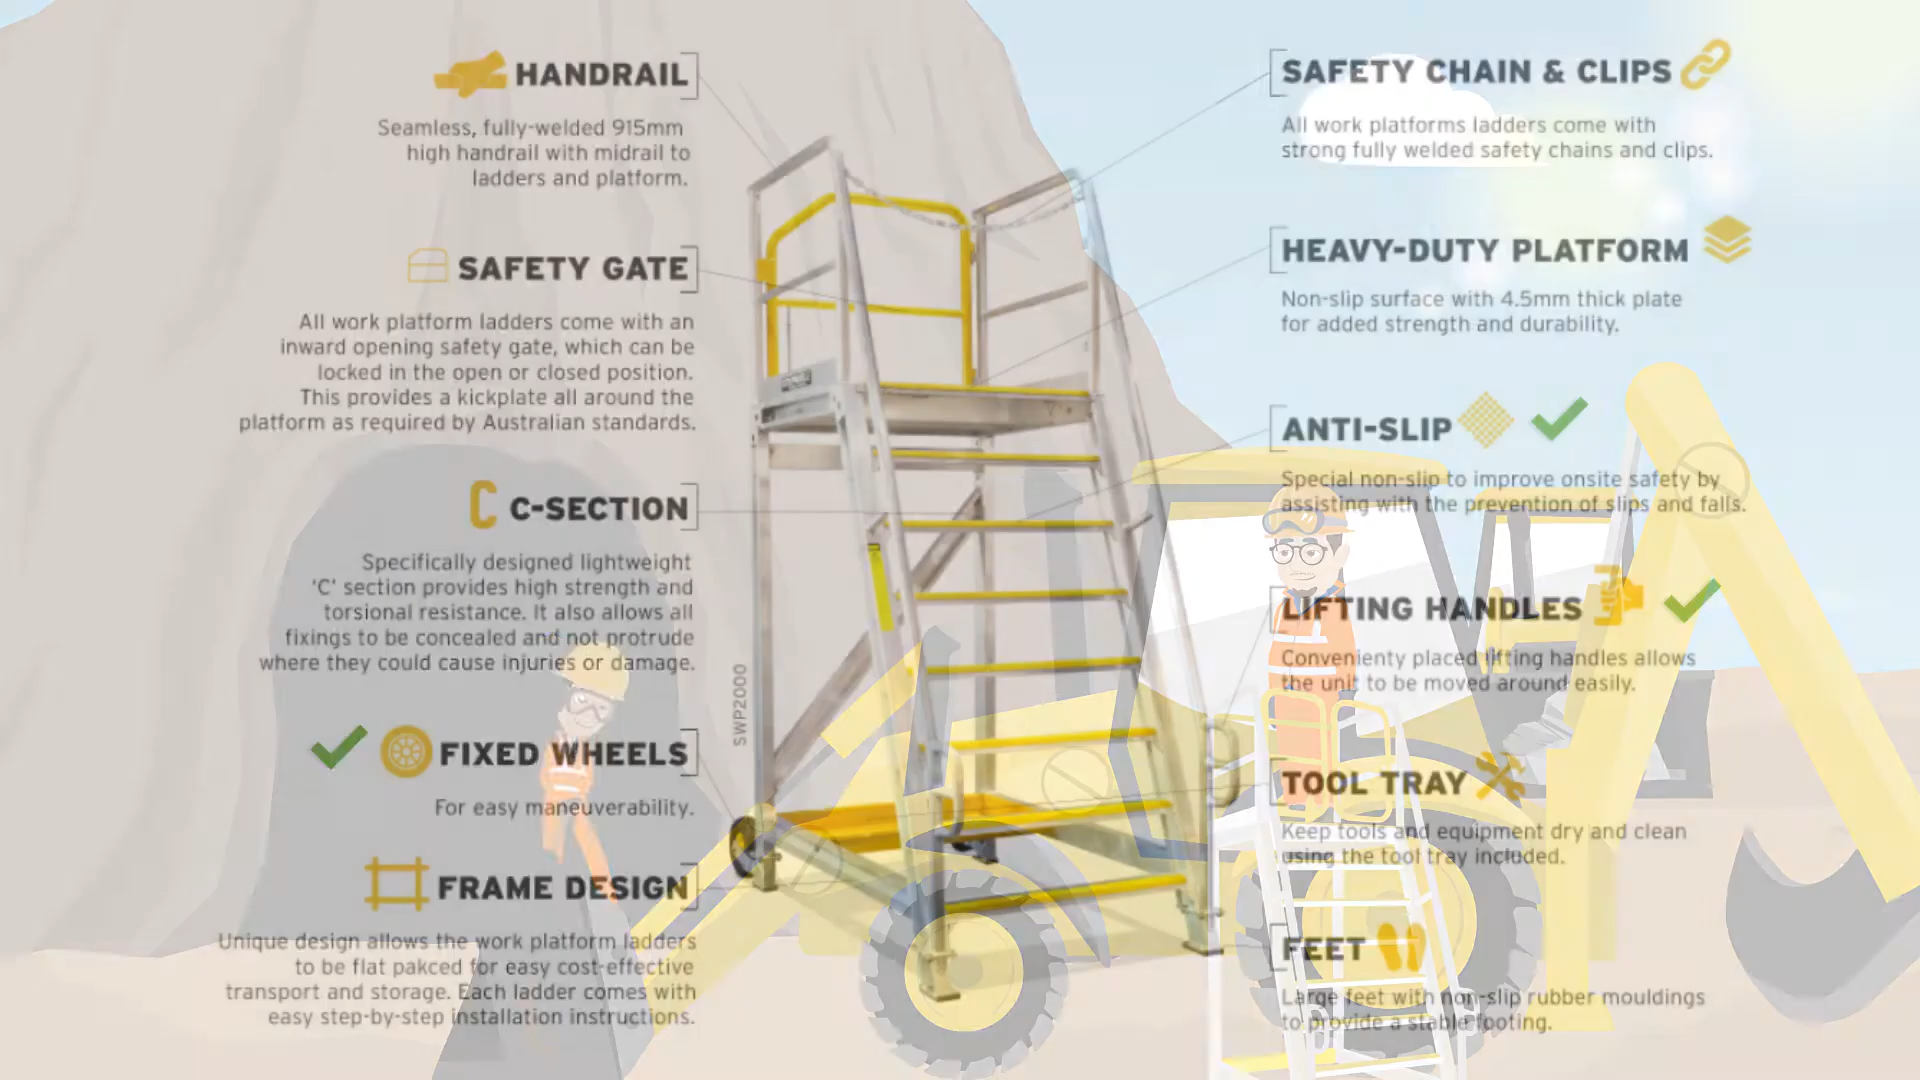 HANDRAIL
Seamless, fully-welded 915mm
high handrail with midrail to
ladders and platform.
SAFETY GATE
All work platform ladders come with an
inward opening safety gate, which can be
locked in the open or closed position.
This provides a kickplate all around the
platform as required by Australian standards.
C C-SECTION
Specifically designed lightweight
'C' section provides high strength and
torsional resistance. It also allows all
fixings to be concealed and not protrude
where they could cause injuries or damage.
FIXED WHEELS
For easy maneuverability.
FRAME DESIGN
Unique design allows the work platform ladders
to be flat pakced for easy cost-effective
transport and storage. Each ladder comes with
easy step-by-step installation instructions.
SWP2000
SAFETY CHAIN & CLIPS
All work platforms ladders come with
strong fully welded safety chains and clips.
HEAVY-DUTY PLATFORM
Non-slip surface with 4.5mm thick plate
for added strength and durability.
ANTI-SLIP
Special non-slip to improve onsite safety by
assisting with the prevention of slips and falls.
LIFTING HANDLES
Convenienty placed lifting handles allows
the unit to be moved around easily.
TOOL TRAY
Keep tools and equipment dry and clean
using the tool tray included.
FEET
Large feet with non-slip rubber mouldings
to provide a stable footing.